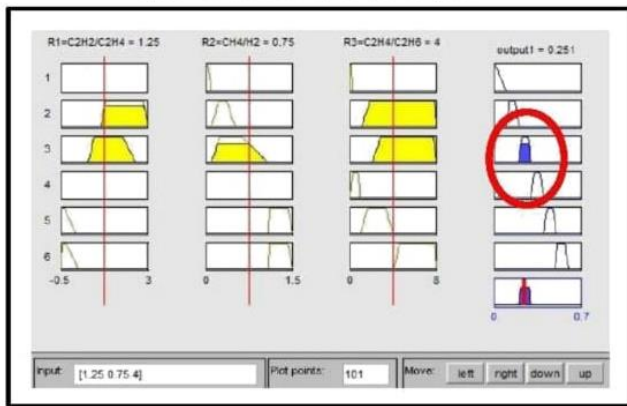 R1=C2H2/C2H4 = 1.25
R2=CH4/H2 = 0.75
R3=C2H4/C2H6 = 4
output1 = 0.251
1
2
3
4
5
6
-0.5 3
0 1.5
0 8
0 0.7
Input: [1.25 0.75 4]
Plot points: 101
Move: left right down up